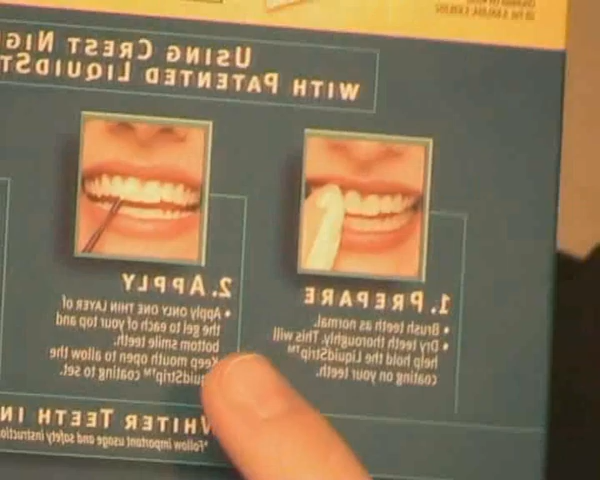 USING CREST NIG
WITH PATENTED LIQUIDST
1. PREPARE
• Brush teeth as normal.
• Dry teeth thoroughly. This will
help hold the LiquidStrip™
coating on your teeth.
2. APPLY
• Apply ONLY ONE THIN LAYER of
the gel to each of your top and
bottom smile teeth.
Keep mouth open to allow the
quidStrip™ coating to set.
WHITER TEETH IN
*Follow important usage and safety instruction